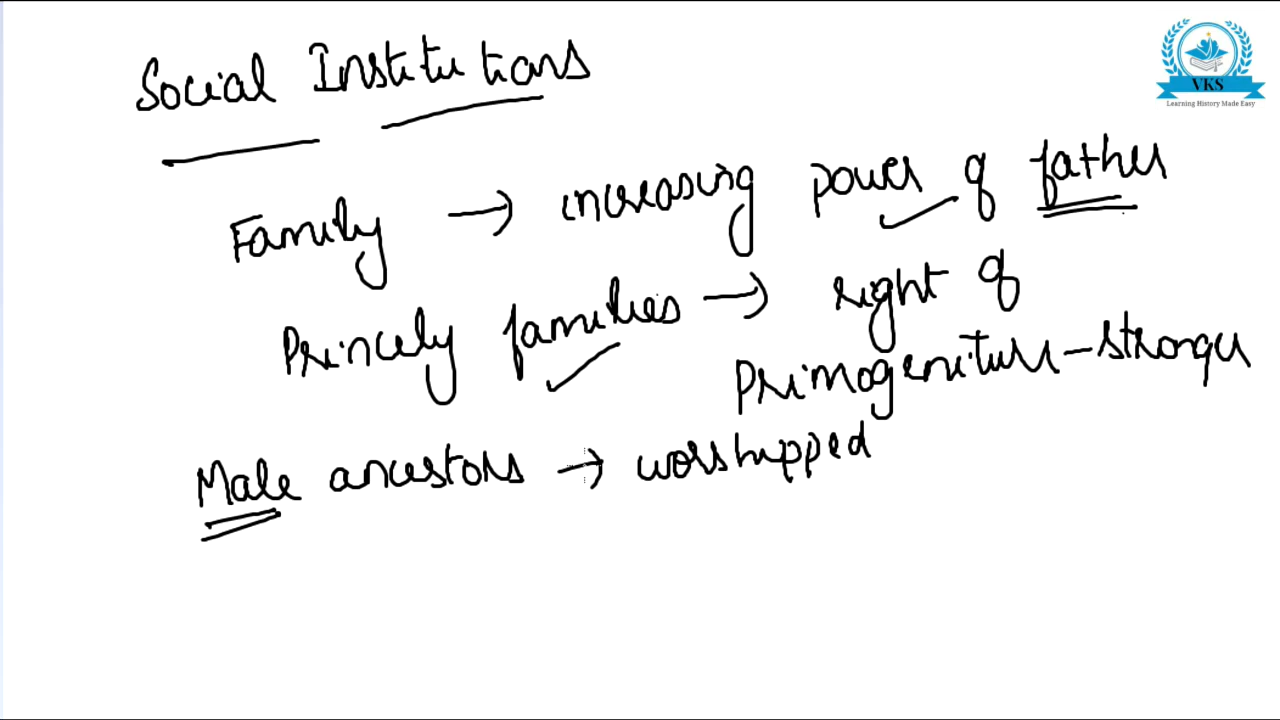 Social Institutions
VKS
Learning History Made Easy
Family → increasing power of father
Princely families → right of
Primogeniture - stronger
Male ancestors → worshipped